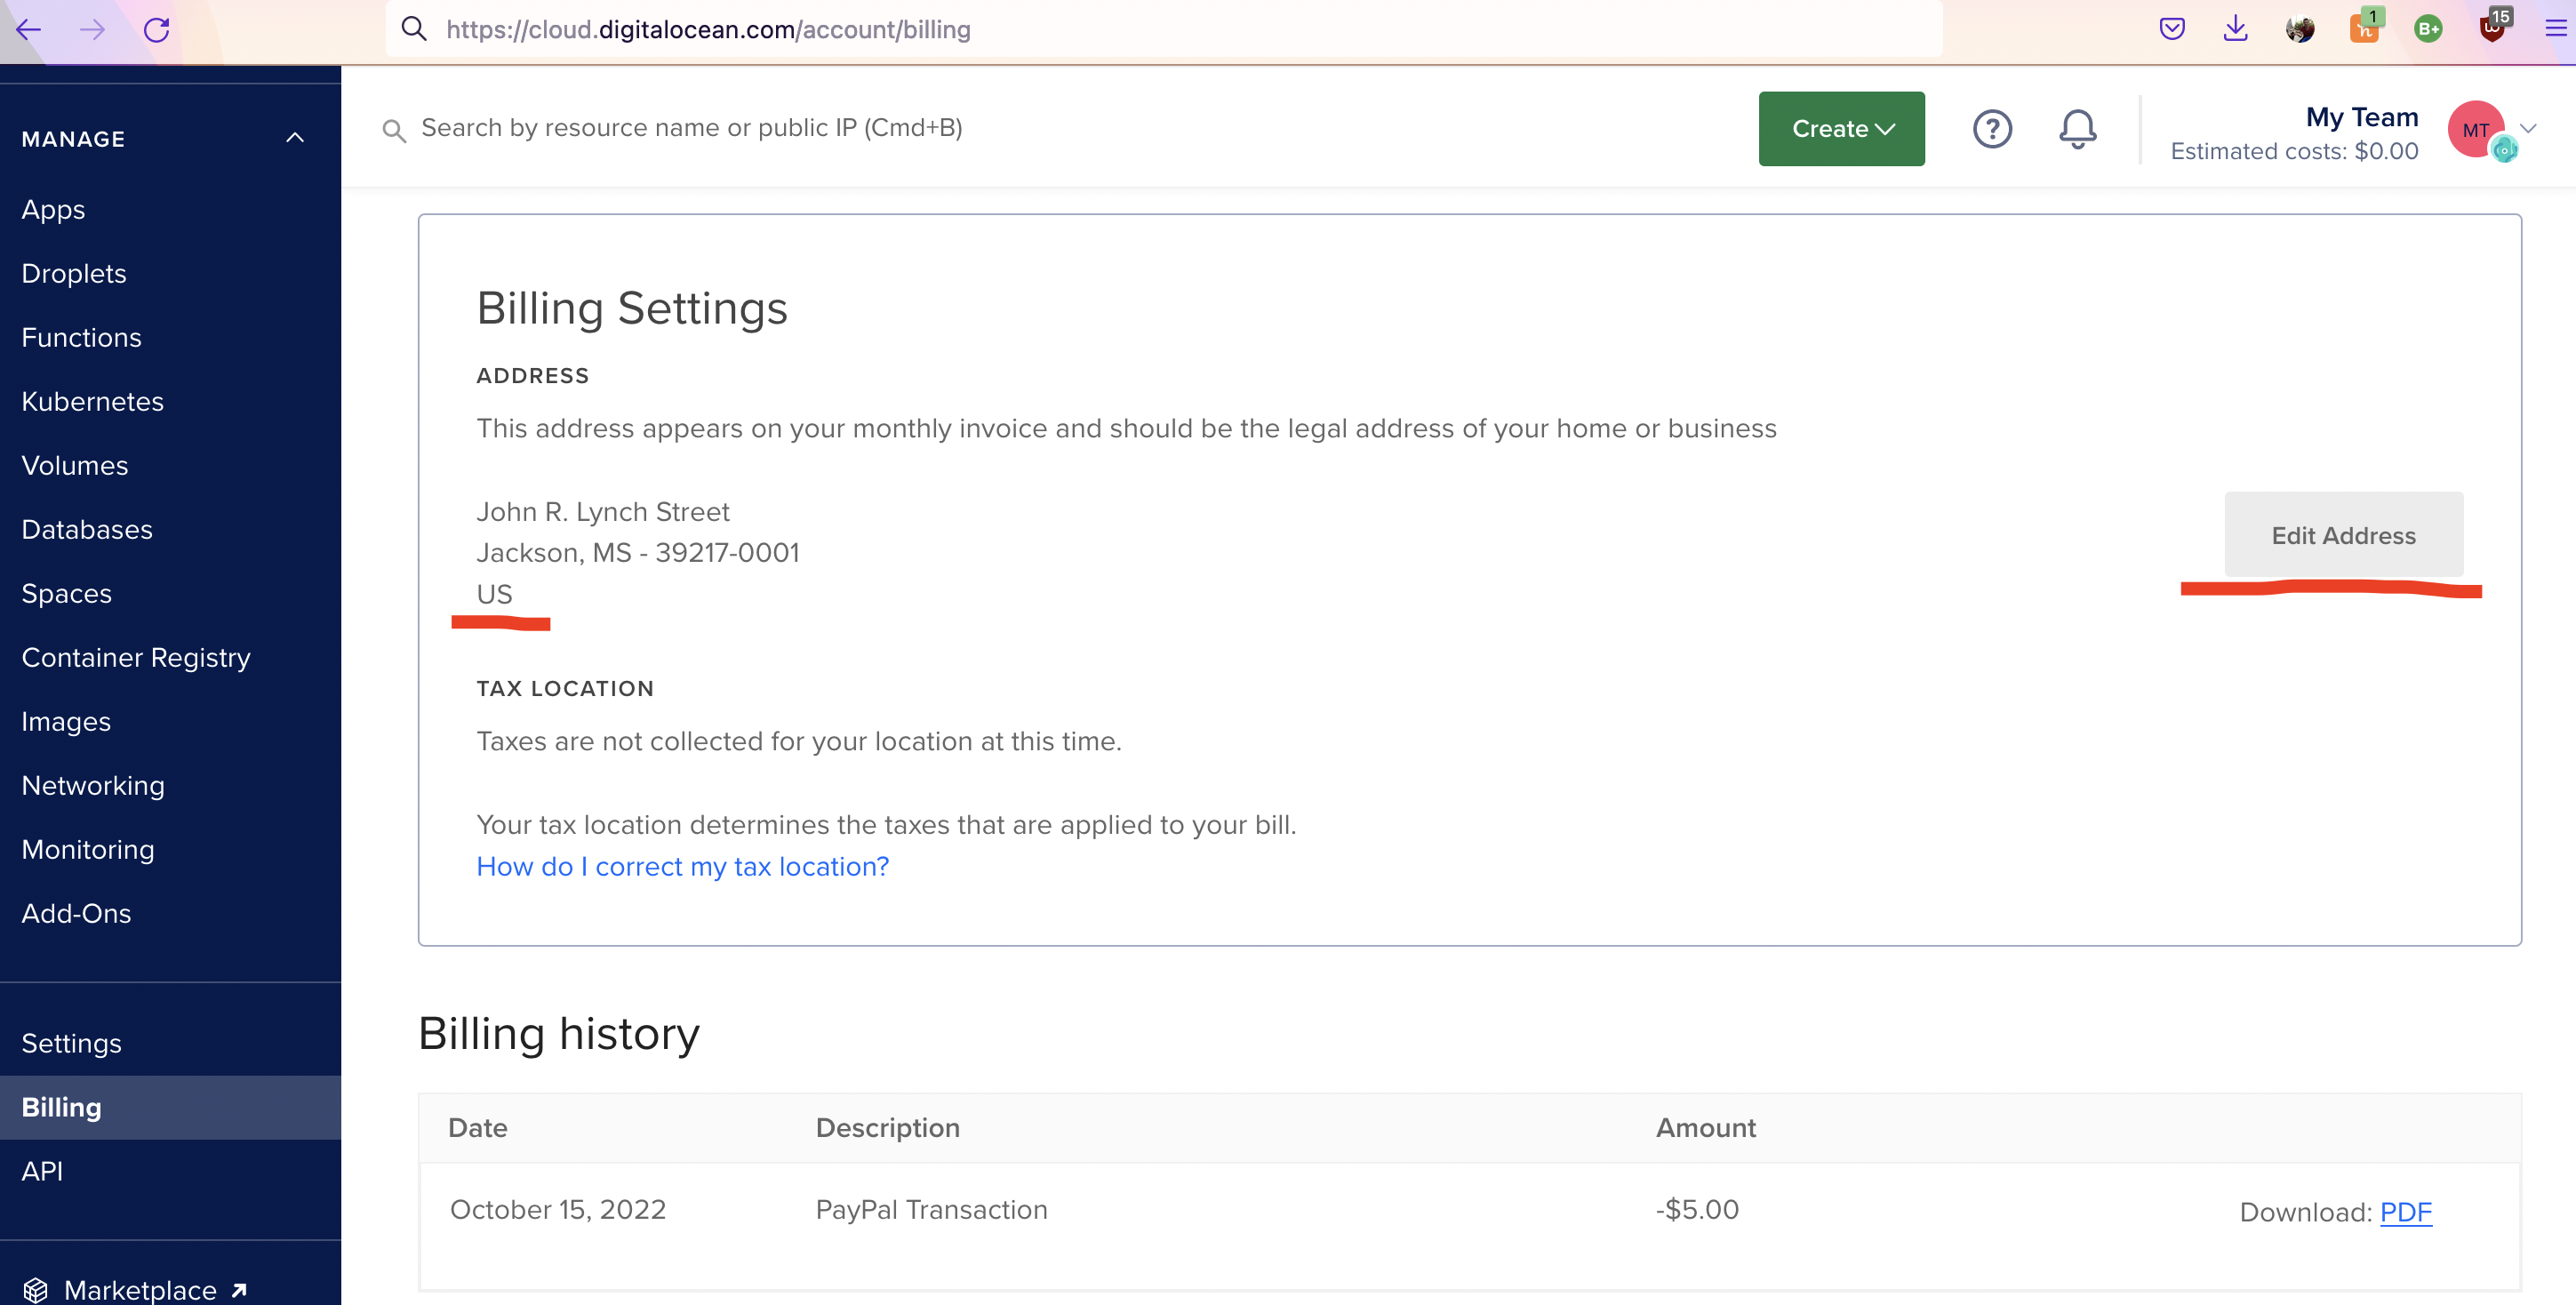 https://cloud.digitalocean.com/account/billing
1
B+
15
MANAGE
Apps
Droplets
Functions
Kubernetes
Volumes
Databases
Spaces
Container Registry
Images
Networking
Monitoring
Add-Ons
Settings
Billing
API
Marketplace
Search by resource name or public IP (Cmd+B)
Create
?
My Team
Estimated costs: $0.00
MT
Billing Settings
ADDRESS
This address appears on your monthly invoice and should be the legal address of your home or business
John R. Lynch Street
Jackson, MS - 39217-0001
US
Edit Address
TAX LOCATION
Taxes are not collected for your location at this time.
Your tax location determines the taxes that are applied to your bill.
How do I correct my tax location?
Billing history
Date Description Amount
October 15, 2022 PayPal Transaction -$5.00 Download: PDF